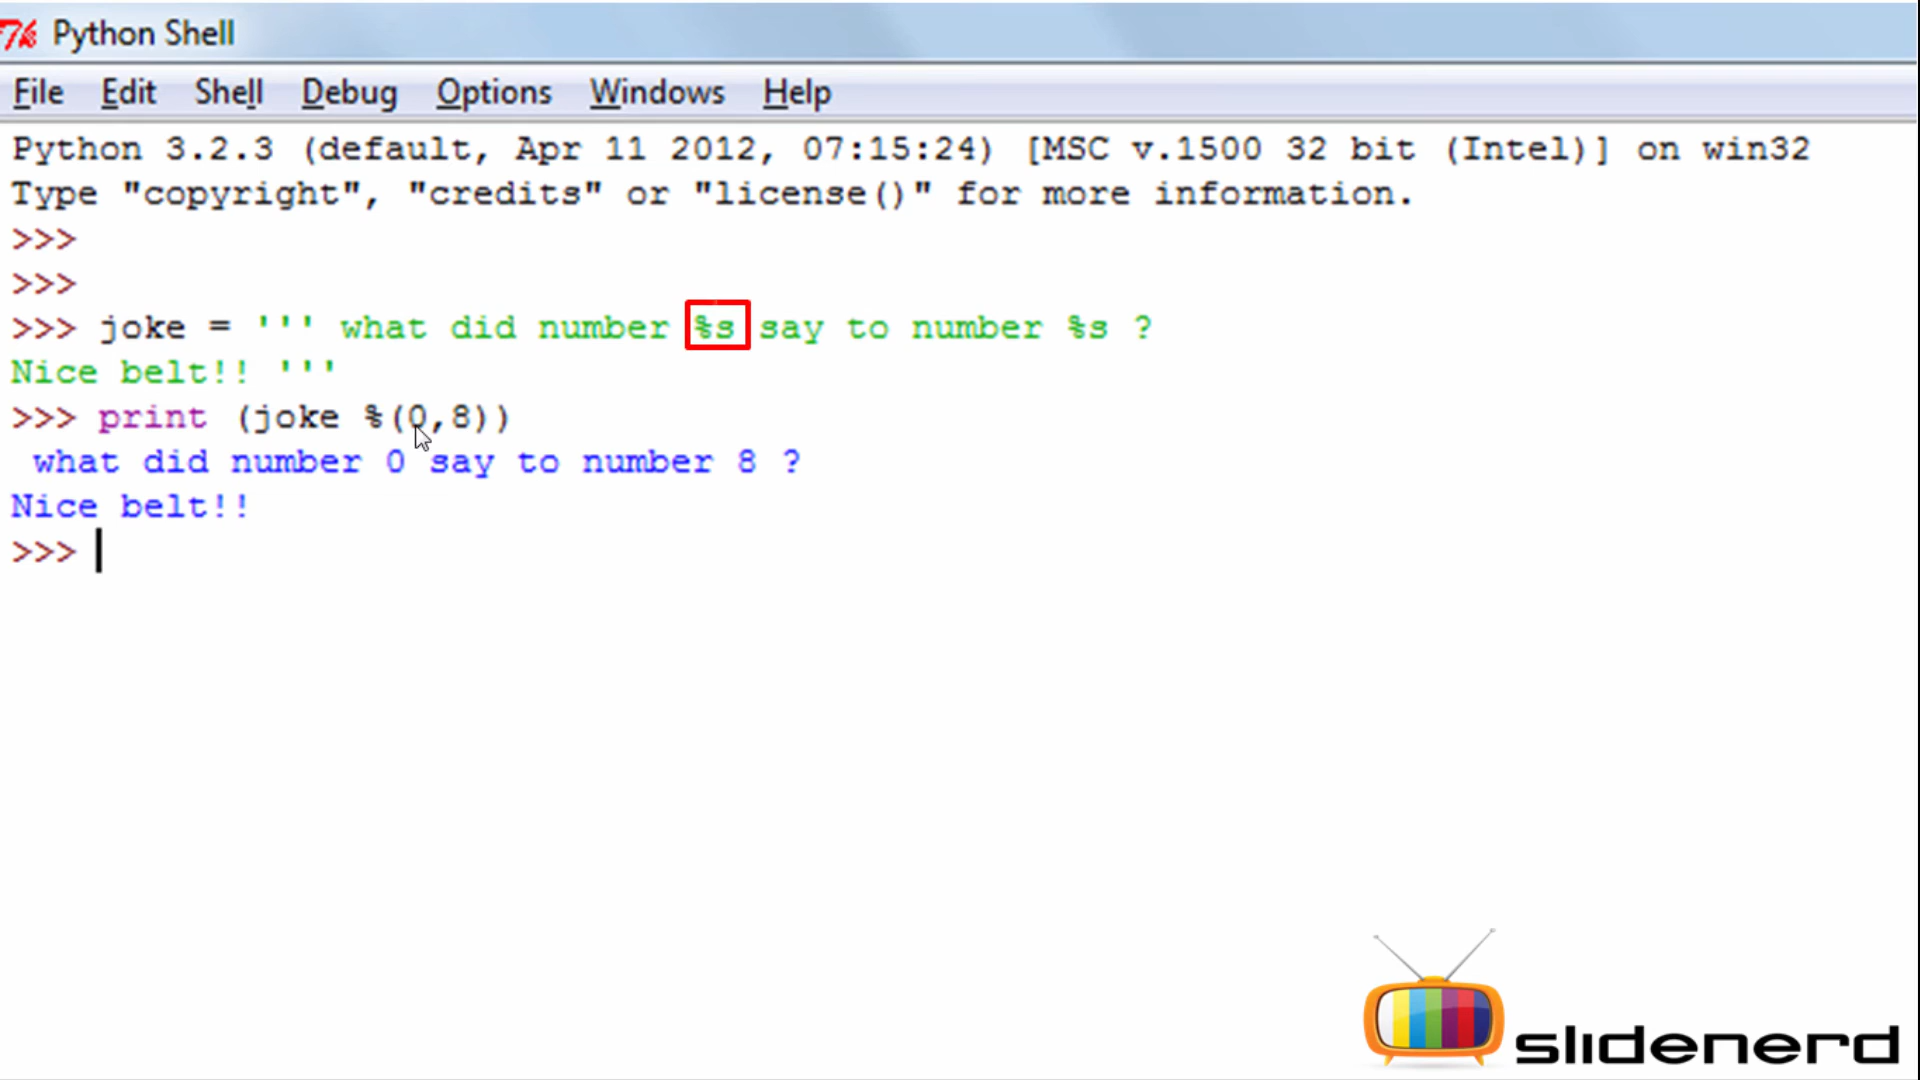 Python Shell
File Edit Shell Debug Options Windows Help
Python 3.2.3 (default, Apr 11 2012, 07:15:24) [MSC v.1500 32 bit (Intel)] on win32
Type "copyright", "credits" or "license()" for more information.
>>>
>>>
>>> joke = ''' what did number %s say to number %s ?
Nice belt!! '''
>>> print (joke %(0,8))
 what did number 0 say to number 8 ?
Nice belt!!
>>>
slidenerd